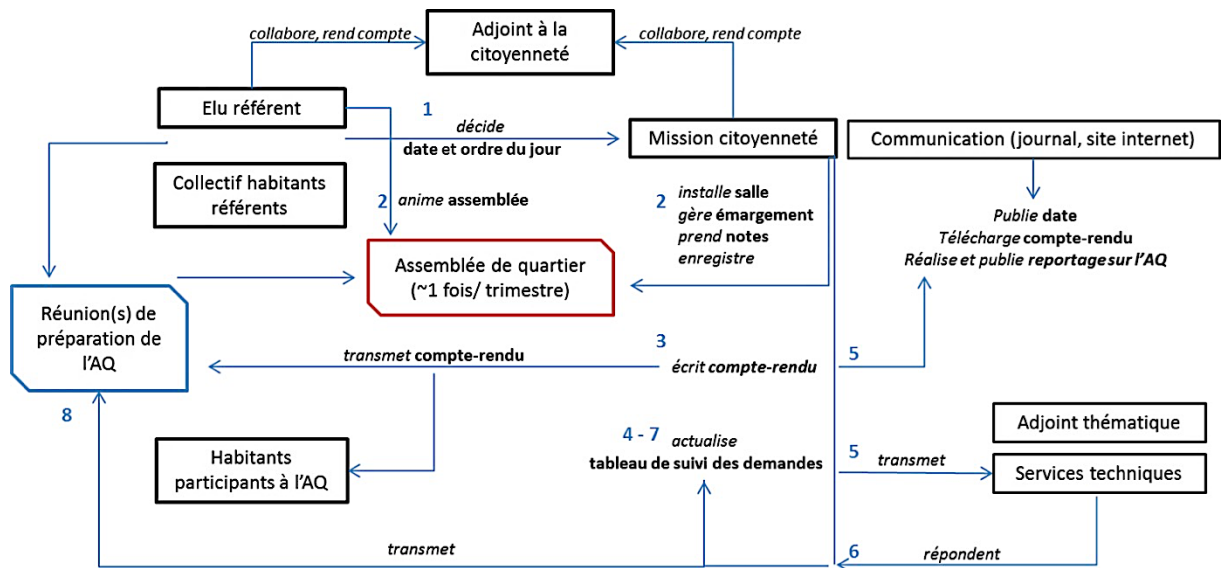 collabore, rend compte
Adjoint à la
citoyenneté
collabore, rend compte
Elu référent
1
décide
date et ordre du jour
Mission citoyenneté
Communication (journal, site internet)
Collectif habitants
référents
2
anime assemblée
2
installe salle
gère émargement
prend notes
enregistre
Publie date
Télécharge compte-rendu
Réalise et publie reportage sur l'AQ
Assemblée de quartier
(~1 fois/ trimestre)
Réunion(s) de
préparation de
l'AQ
transmet compte-rendu
3
écrit compte-rendu
5
8
Habitants
participants à l'AQ
4 - 7
actualise
tableau de suivi des demandes
5
transmet
Adjoint thématique
Services techniques
transmet
6
répondent